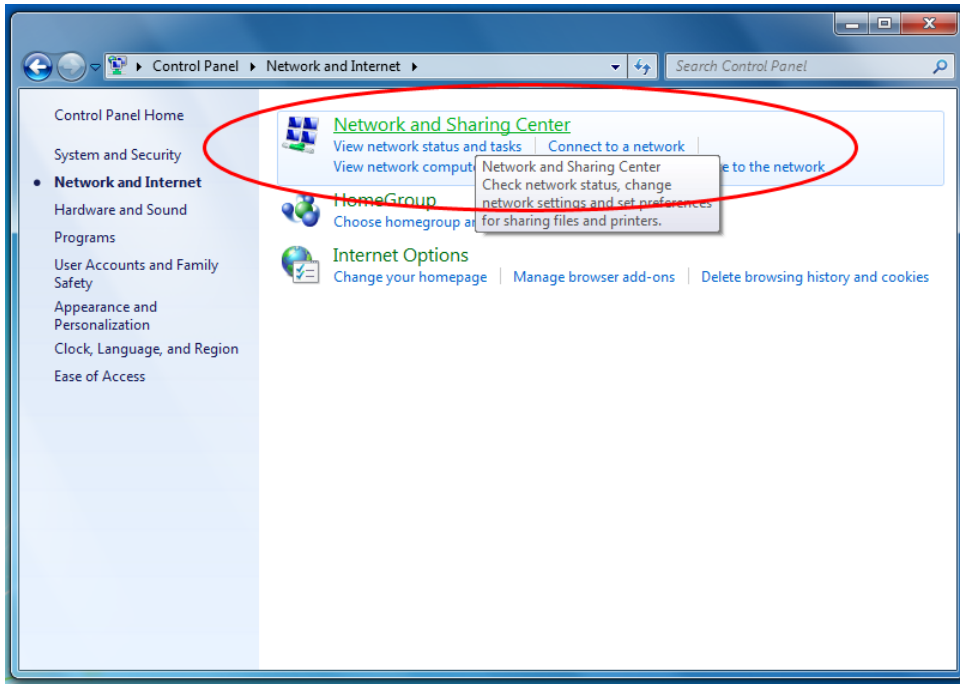 Control Panel Network and Internet Search Control Panel
Control Panel Home
System and Security
Network and Internet
Hardware and Sound
Programs
User Accounts and Family
Safety
Appearance and
Personalization
Clock, Language, and Region
Ease of Access
Network and Sharing Center
View network status and tasks Connect to a network
View network e to the network
Network and Sharing Center
Check network status, change
network settings and set preferences
for sharing files and printers.
HomeGroup
Choose homegroup
Internet Options
Change your homepage Manage browser add-ons Delete browsing history and cookies